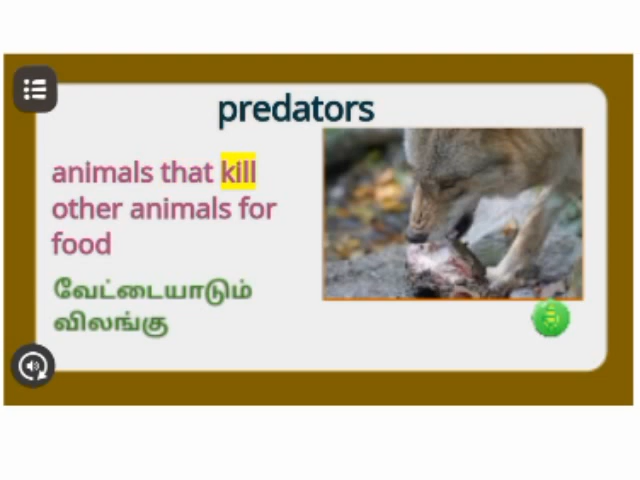 predators
animals that kill
other animals for
food
வேட்டையாடும்
விலங்கு